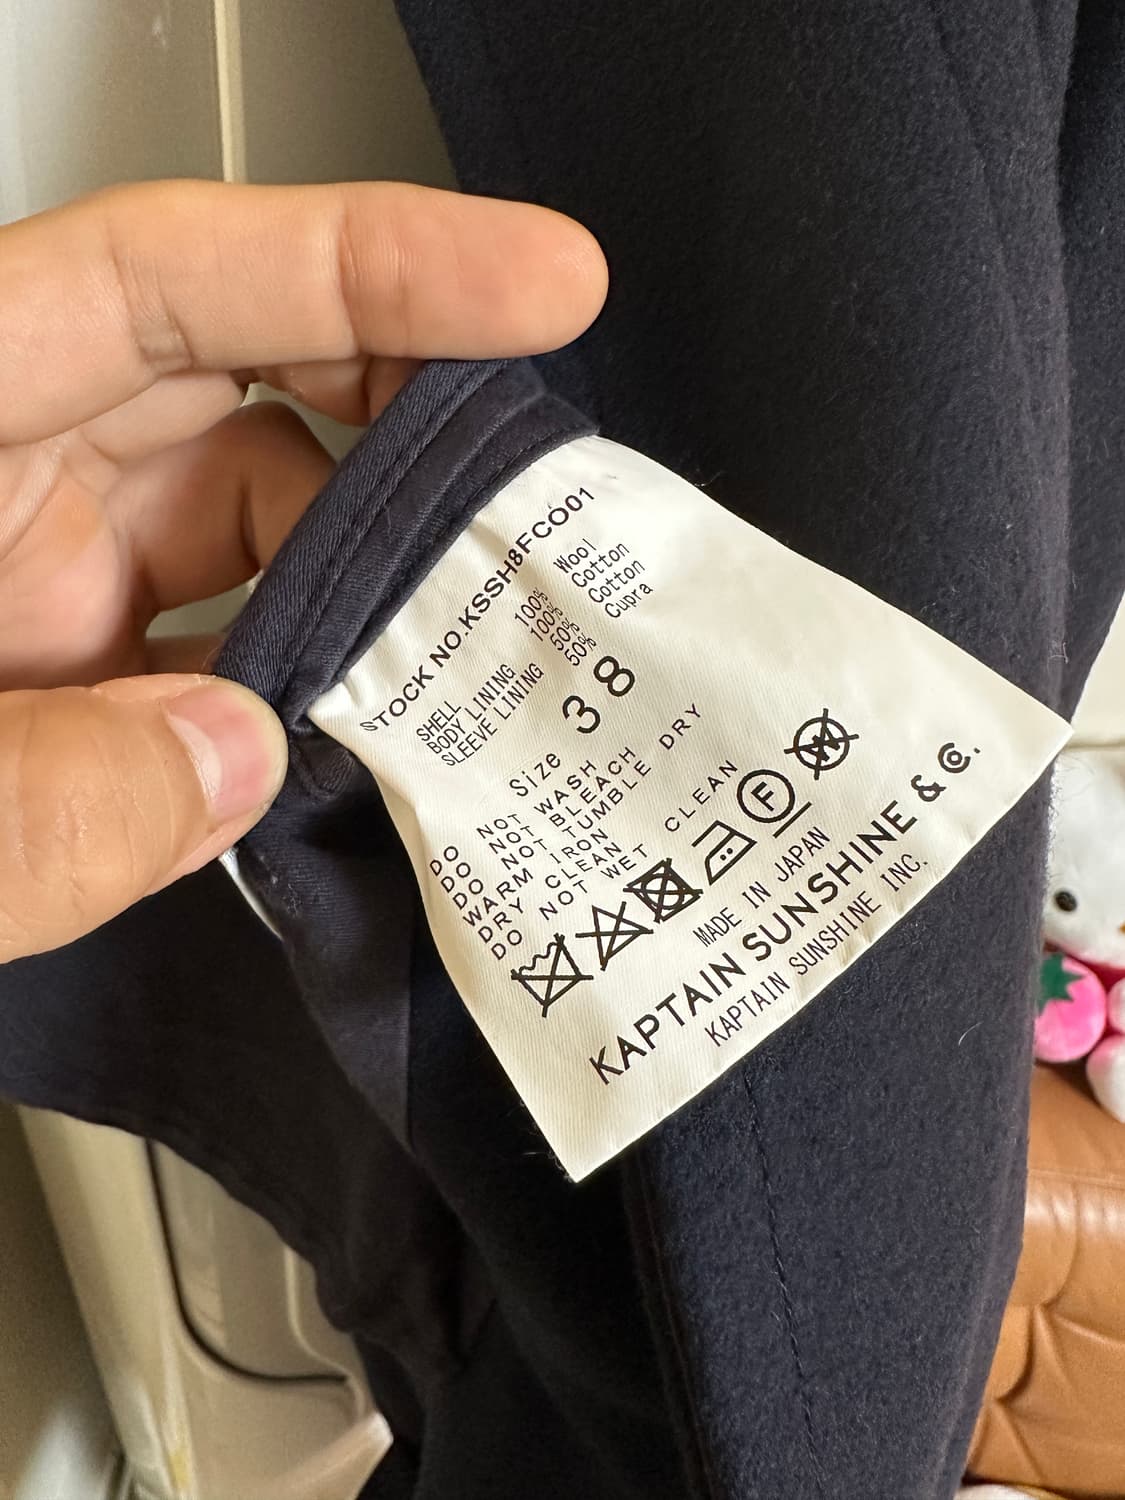 STOCK NO.KSSH8FCO01
SHELL 100% Wool
BODY LINING 100% Cotton
SLEEVE LINING 50% Cotton
50% Cupra
Size 38
DO NOT WASH
DO NOT BLEACH
DO NOT TUMBLE DRY
WARM IRON
DRY CLEAN
DO NOT WET CLEAN
F
W
MADE IN JAPAN
KAPTAIN SUNSHINE & Co.
KAPTAIN SUNSHINE INC.